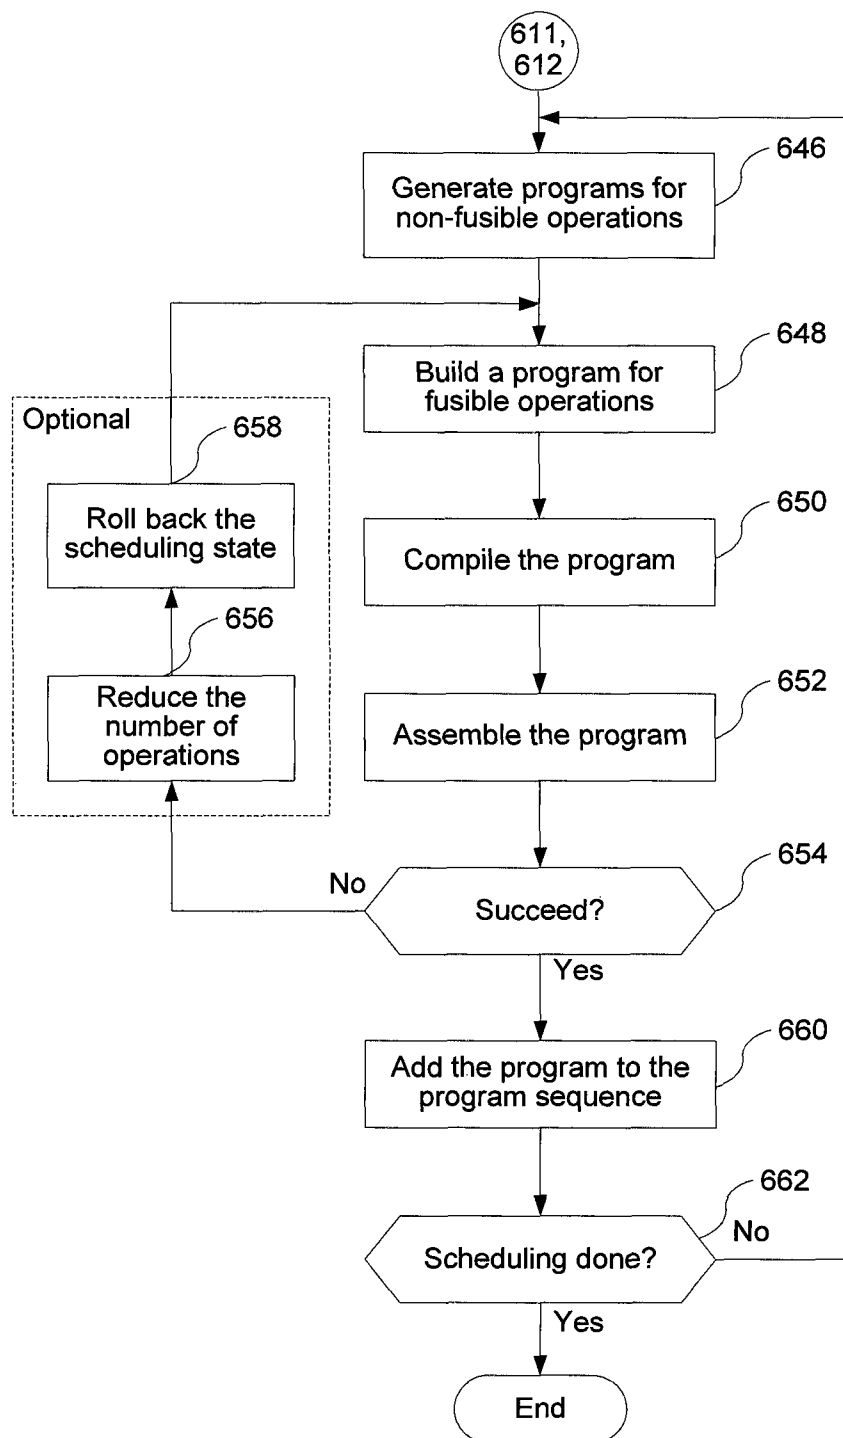 611,
612
646
Generate programs for
non-fusible operations
648
Build a program for
fusible operations
Optional
658
Roll back the
scheduling state
650
Compile the program
656
Reduce the
number of
operations
652
Assemble the program
654
No
Succeed?
Yes
660
Add the program to the
program sequence
662
No
Scheduling done?
Yes
End